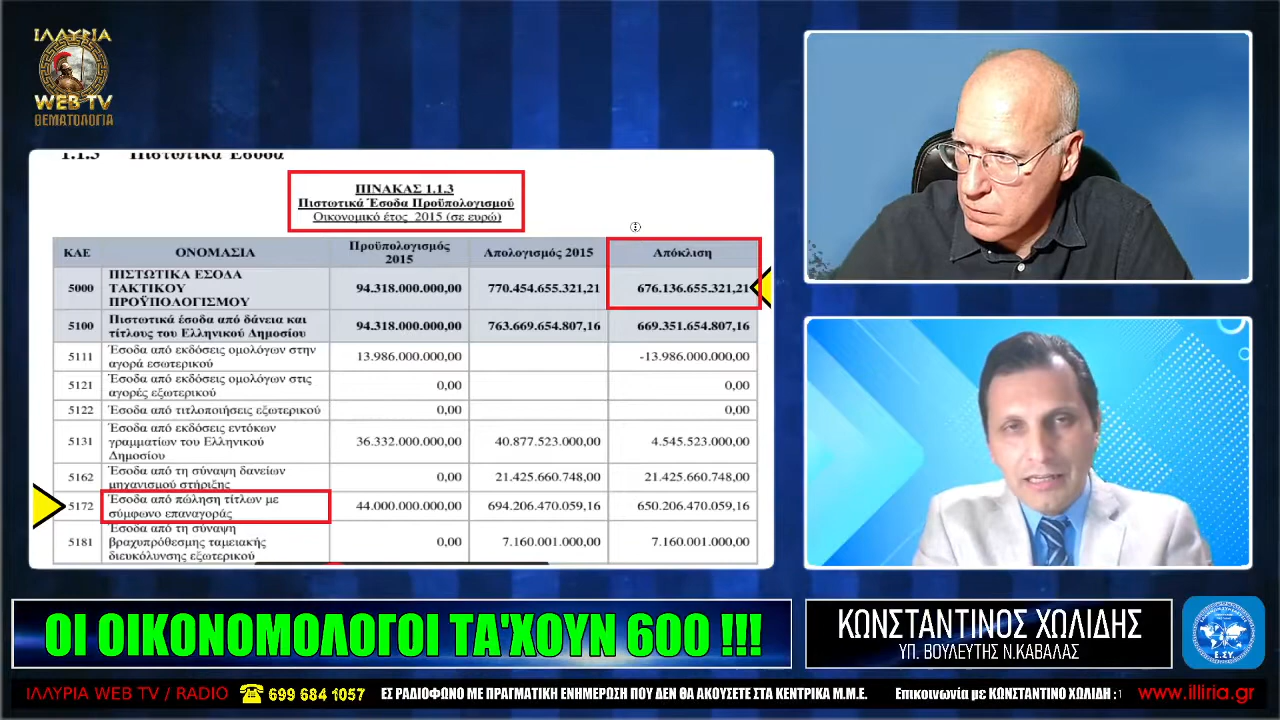 ΙΛΛΥΡΙΑ
WEB TV
ΘΕΜΑΤΟΛΟΓΙΑ
1.1.3 Πιστωτικά Έσοδα
ΠΙΝΑΚΑΣ 1.1.3
Πιστωτικά Έσοδα Προϋπολογισμού
Οικονομικό έτος 2015 (σε ευρώ)
ΚΑΕ ΟΝΟΜΑΣΙΑ Προϋπολογισμός 2015 Απολογισμός 2015 Απόκλιση
5000 ΠΙΣΤΩΤΙΚΑ ΕΣΟΔΑ ΤΑΚΤΙΚΟΥ ΠΡΟΫΠΟΛΟΓΙΣΜΟΥ 94.318.000.000,00 770.454.655.321,21 676.136.655.321,21
5100 Πιστωτικά έσοδα από δάνεια και τίτλους του Ελληνικού Δημοσίου 94.318.000.000,00 763.669.654.807,16 669.351.654.807,16
5111 Έσοδα από εκδόσεις ομολόγων στην αγορά εσωτερικού 13.986.000.000,00 -13.986.000.000,00
5121 Έσοδα από εκδόσεις ομολόγων στις αγορές εξωτερικού 0,00 0,00
5122 Έσοδα από τιτλοποιήσεις εξωτερικού 0,00 0,00
5131 Έσοδα από εκδόσεις εντόκων γραμματίων του Ελληνικού Δημοσίου 36.332.000.000,00 40.877.523.000,00 4.545.523.000,00
5162 Έσοδα από τη σύναψη δανείων μηχανισμού στήριξης 0,00 21.425.660.748,00 21.425.660.748,00
5172 Έσοδα από πώληση τίτλων με σύμφωνο επαναγοράς 44.000.000.000,00 694.206.470.059,16 650.206.470.059,16
5181 Έσοδα από τη σύναψη βραχυπρόθεσμης ταμειακής διευκόλυνσης εξωτερικού 0,00 7.160.001.000,00 7.160.001.000,00
ΟΙ ΟΙΚΟΝΟΜΟΛΟΓΟΙ ΤΑ'ΧΟΥΝ 600 !!!
ΚΩΝΣΤΑΝΤΙΝΟΣ ΧΩΛΙΔΗΣ
ΥΠ. ΒΟΥΛΕΥΤΗΣ Ν.ΚΑΒΑΛΑΣ
Ε.ΣΥ.
ΙΛΛΥΡΙΑ WEB TV / RADIO 699 684 1057 ΕΣ ΡΑΔΙΟΦΩΝΟ ΜΕ ΠΡΑΓΜΑΤΙΚΗ ΕΝΗΜΕΡΩΣΗ ΠΟΥ ΔΕΝ ΘΑ ΑΚΟΥΣΕΤΕ ΣΤΑ ΚΕΝΤΡΙΚΑ Μ.Μ.Ε. Επικοινωνία με ΚΩΝΣΤΑΝΤΙΝΟ ΧΩΛΙΔΗ : www.illiria.gr